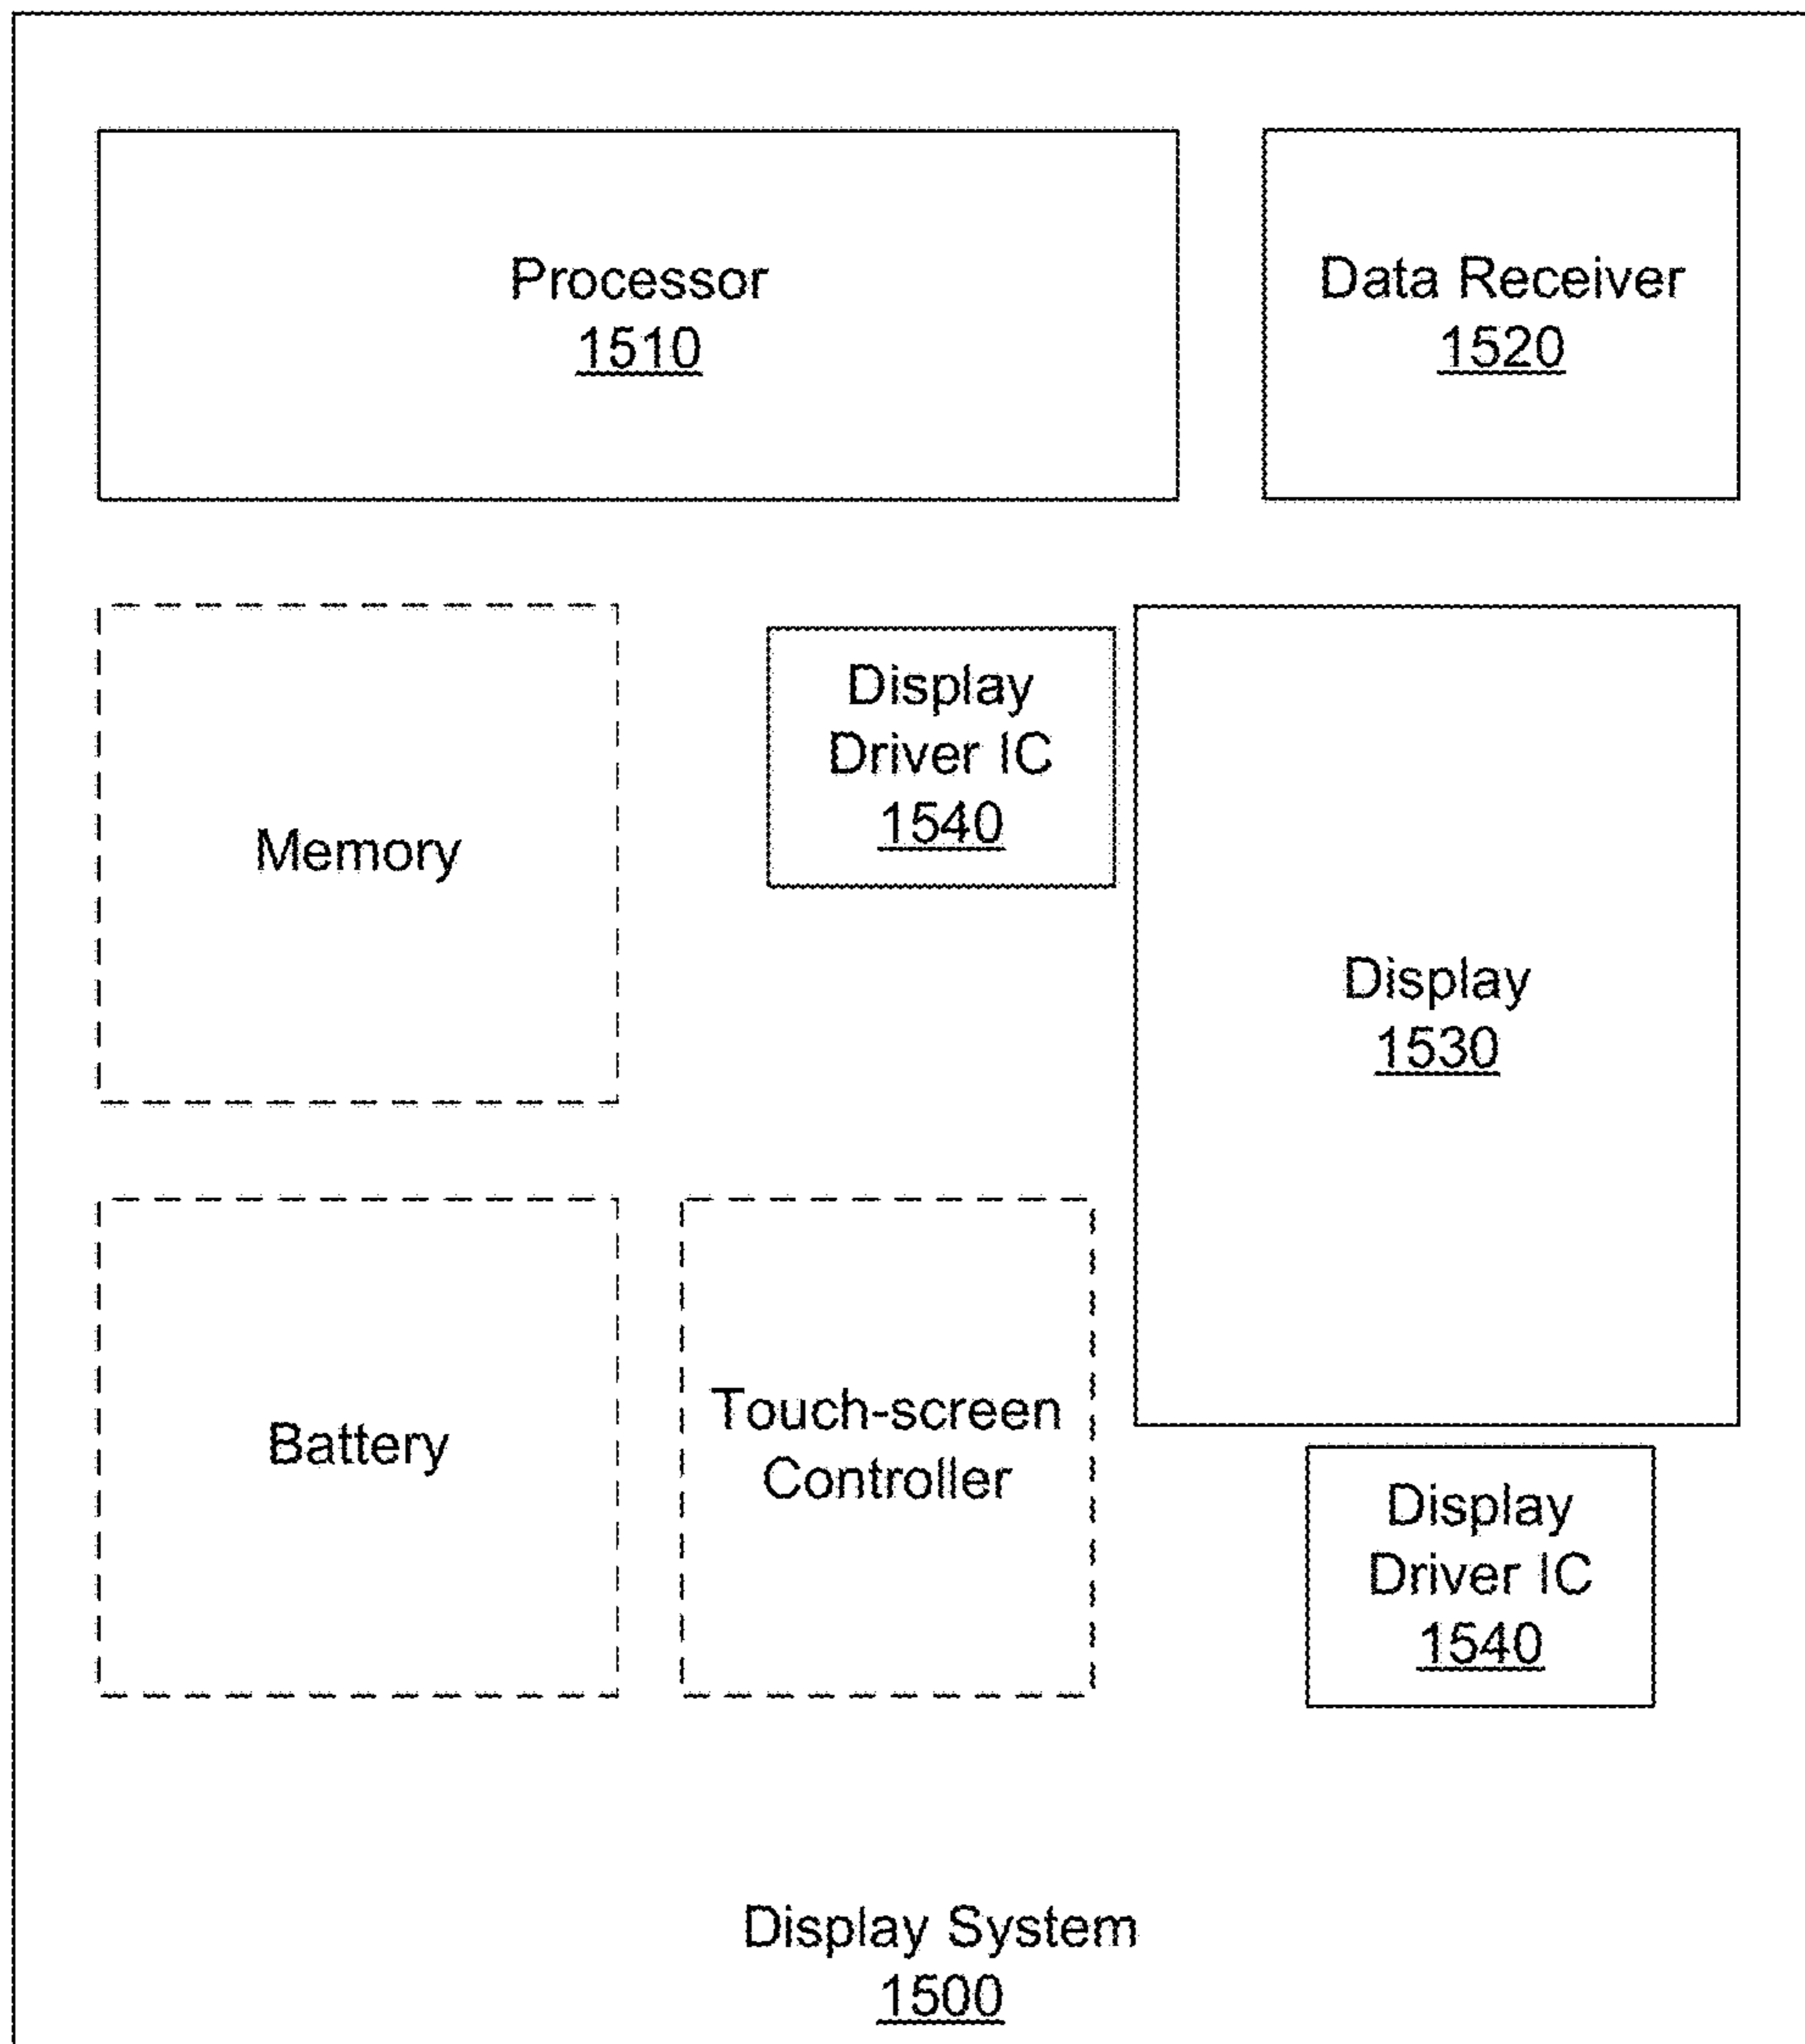 Processor
1510
Data Receiver
1520
Memory
Display
Driver IC
1540
Display
1530
Battery
Touch-screen
Controller
Display
Driver IC
1540
Display System
1500